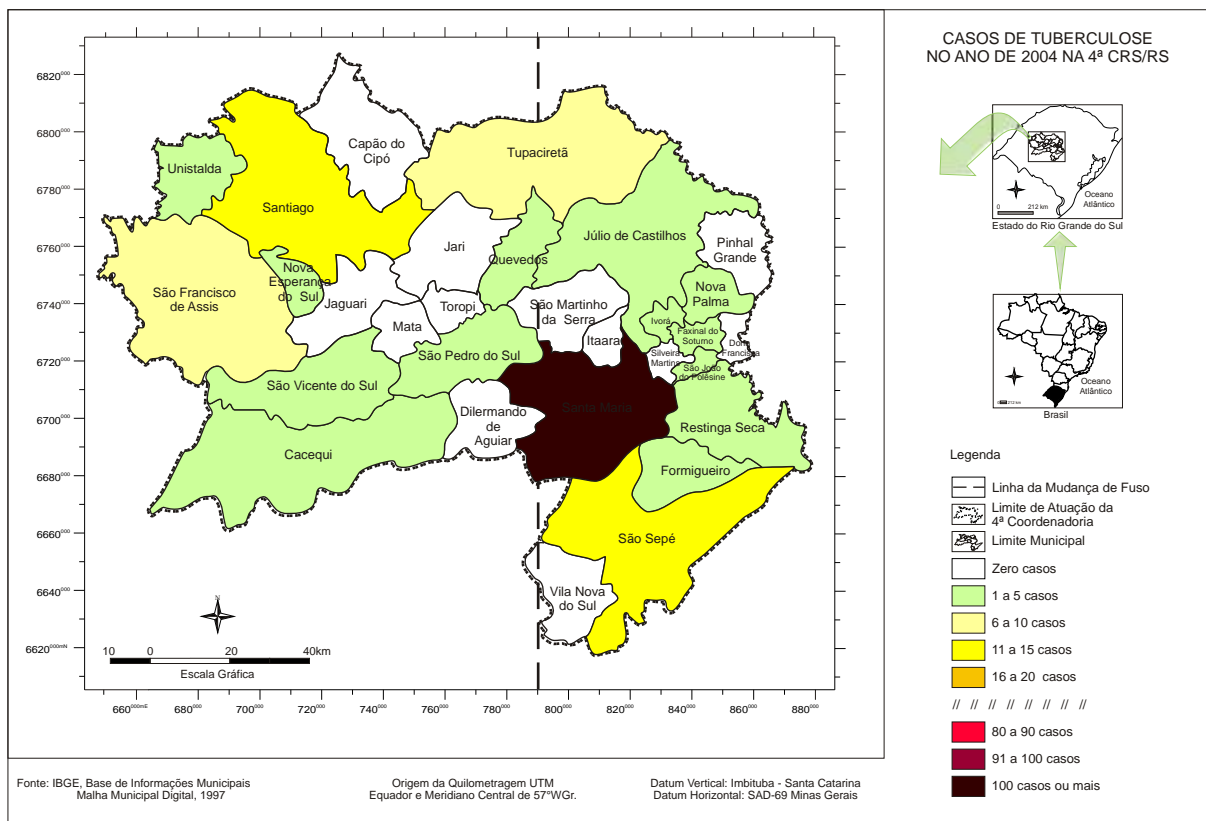 CASOS DE TUBERCULOSE
NO ANO DE 2004 NA 4ª CRS/RS
6820000
6800000
6780000
6760000
6740000
6720000
6700000
6680000
6660000
6640000
6620000mN
660000mE
680000
700000
720000
740000
760000
780000
800000
820000
840000
860000
880000
Capão do
Cipó
Tupaciretã
Unistalda
Santiago
Júlio de Castilhos
Jari
Pinhal
Grande
Quevedos
Nova
Esperança
do Sul
São Francisco
de Assis
Nova
Palma
Jaguari
Toropi
São Martinho
da Serra
Mata
Ivorá
Faxinal do
Soturno
Itaara
Dona
Francisca
Silveira
Martins
São Pedro do Sul
São João
do Polêsine
São Vicente do Sul
Santa Maria
Dilermando
de
Aguiar
Restinga Seca
Cacequi
Formigueiro
São Sepé
Vila Nova
do Sul
N
10 0 20 40km
Escala Gráfica
Oceano
Atlântico
0 212 km
Estado do Rio Grande do Sul
Oceano
Atlântico
212 km
Brasil
Legenda
Linha da Mudança de Fuso
Limite de Atuação da
4ª Coordenadoria
Limite Municipal
Zero casos
1 a 5 casos
6 a 10 casos
11 a 15 casos
16 a 20 casos
// // // // // // // //
80 a 90 casos
91 a 100 casos
100 casos ou mais
Fonte: IBGE, Base de Informações Municipais
Malha Municipal Digital, 1997
Origem da Quilometragem UTM
Equador e Meridiano Central de 57°WGr.
Datum Vertical: Imbituba - Santa Catarina
Datum Horizontal: SAD-69 Minas Gerais